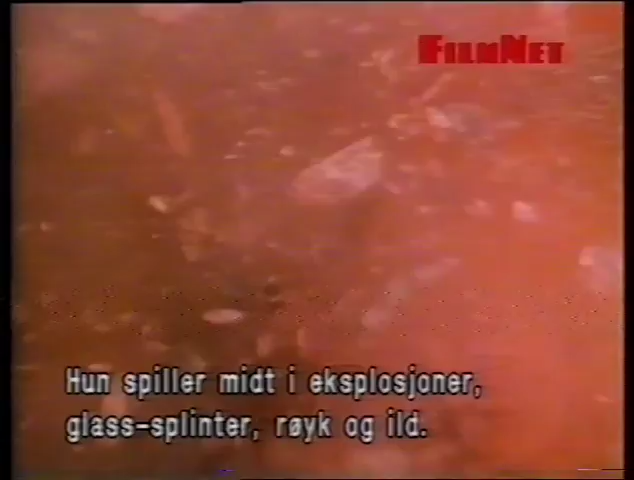 FILMNET
Hun spiller midt i eksplosjoner,
glass-splinter, røyk og ild.